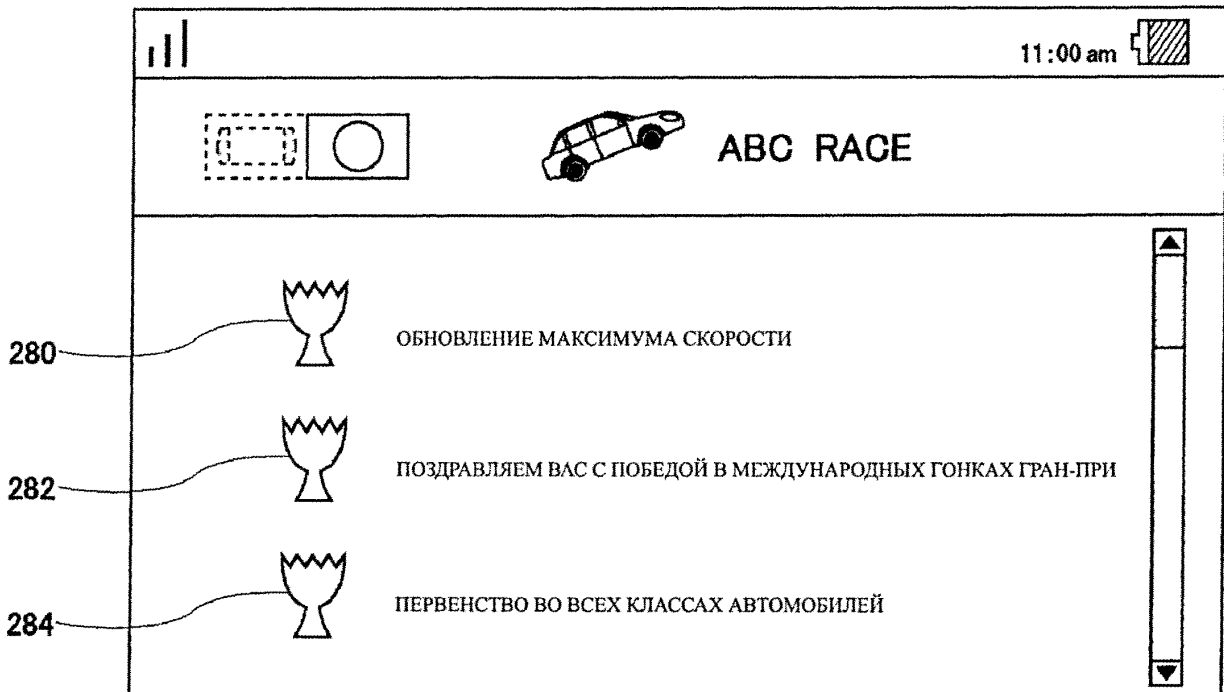 11:00 am
ABC RACE
280 ОБНОВЛЕНИЕ МАКСИМУМА СКОРОСТИ
282 ПОЗДРАВЛЯЕМ ВАС С ПОБЕДОЙ В МЕЖДУНАРОДНЫХ ГОНКАХ ГРАН-ПРИ
284 ПЕРВЕНСТВО ВО ВСЕХ КЛАССАХ АВТОМОБИЛЕЙ